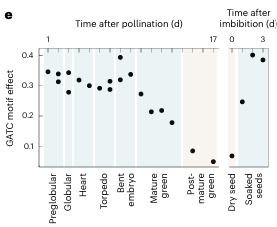 e
Time after pollination (d)
Time after
imbibition (d)
1
17
0
3
GATC motif effect
0.4
0.3
0.2
0.1
Preglobular
Globular
Heart
Torpedo
Bent
embryo
Mature
green
Post-
mature
green
Dry seed
Soaked
seeds